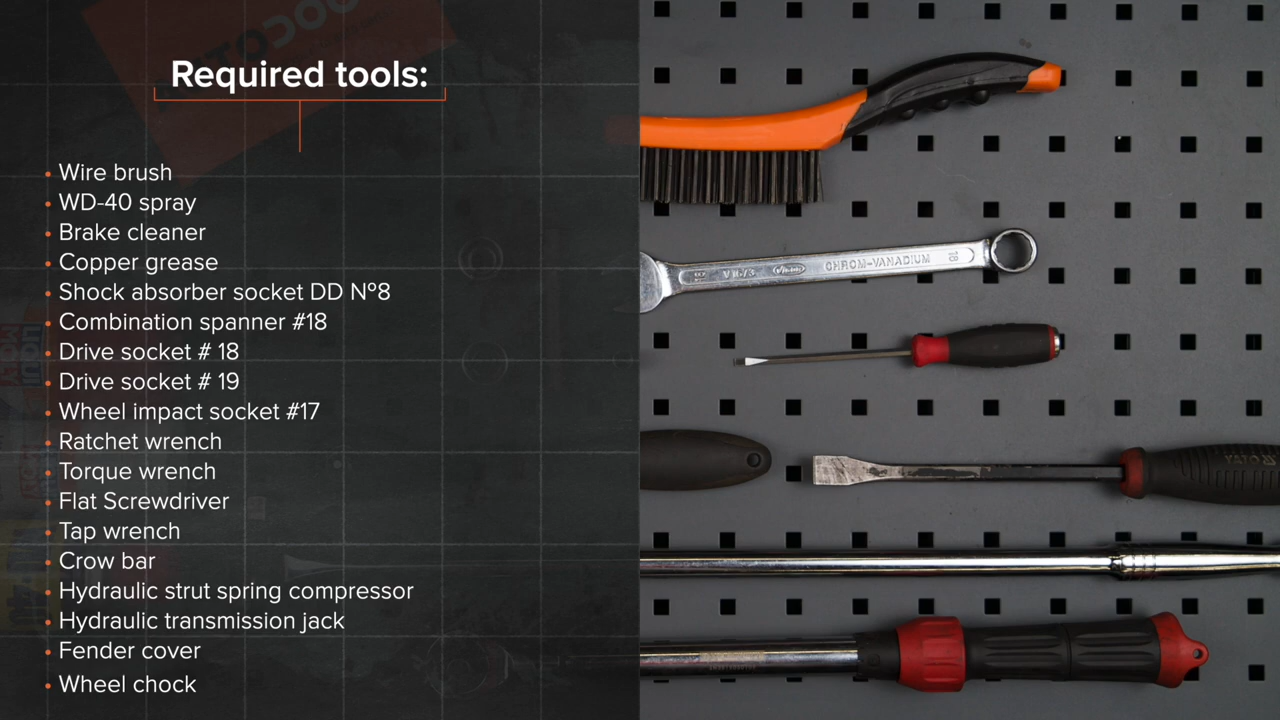 Required tools:
Wire brush
WD-40 spray
Brake cleaner
Copper grease
Shock absorber socket DD Nº8
Combination spanner #18
Drive socket # 18
Drive socket # 19
Wheel impact socket #17
Ratchet wrench
Torque wrench
Flat Screwdriver
Tap wrench
Crow bar
Hydraulic strut spring compressor
Hydraulic transmission jack
Fender cover
Wheel chock
CHROM-VANADIUM
18